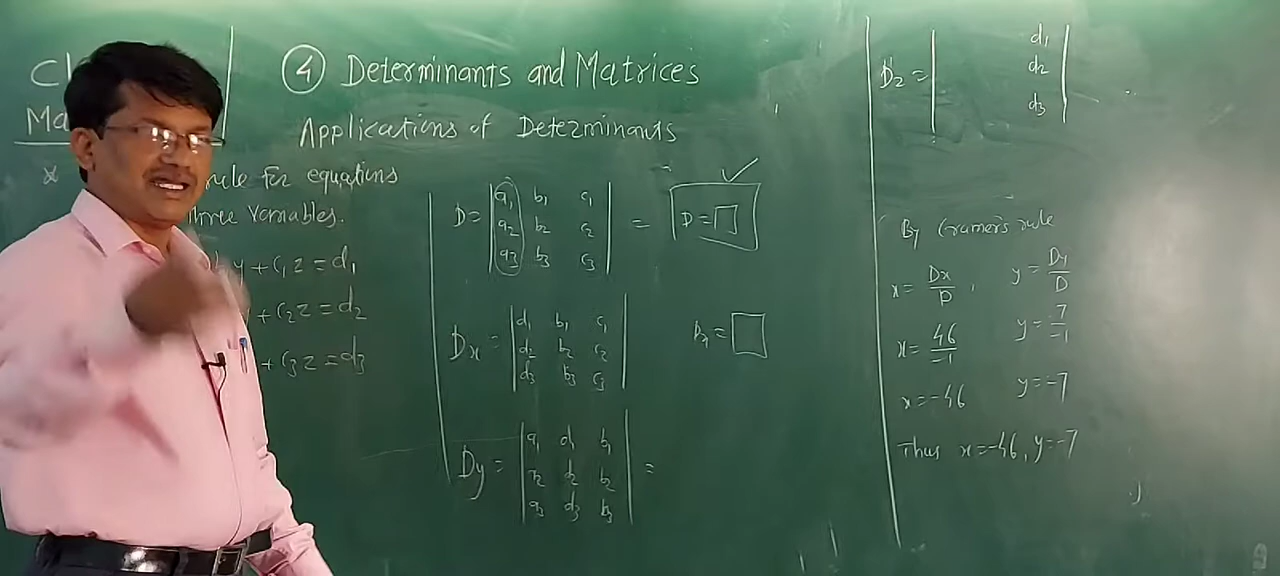 ④ Determinants and Matrices
Applications of Determinants
rule for equations
three variables.
y + c₁z = d₁
+ c₂z = d₂
+ c₃z = d₃
D = | a₁ b₁ c₁ |
| a₂ b₂ c₂ | = D = □ ✓
| a₃ b₃ c₃ |
Dx = | d₁ b₁ c₁ |
| d₂ b₂ c₂ | Dx = □
| d₃ b₃ c₃ |
Dy = | a₁ d₁ b₁ |
| a₂ d₂ b₂ | =
| a₃ d₃ b₃ |
Dz = | d₁ |
| d₂ |
| d₃ |
By Cramer's rule
x = Dx/D , y = Dy/D
x = 46/-1 y = 7/-1
x = -46 y = -7
Thus x = -46, y = -7